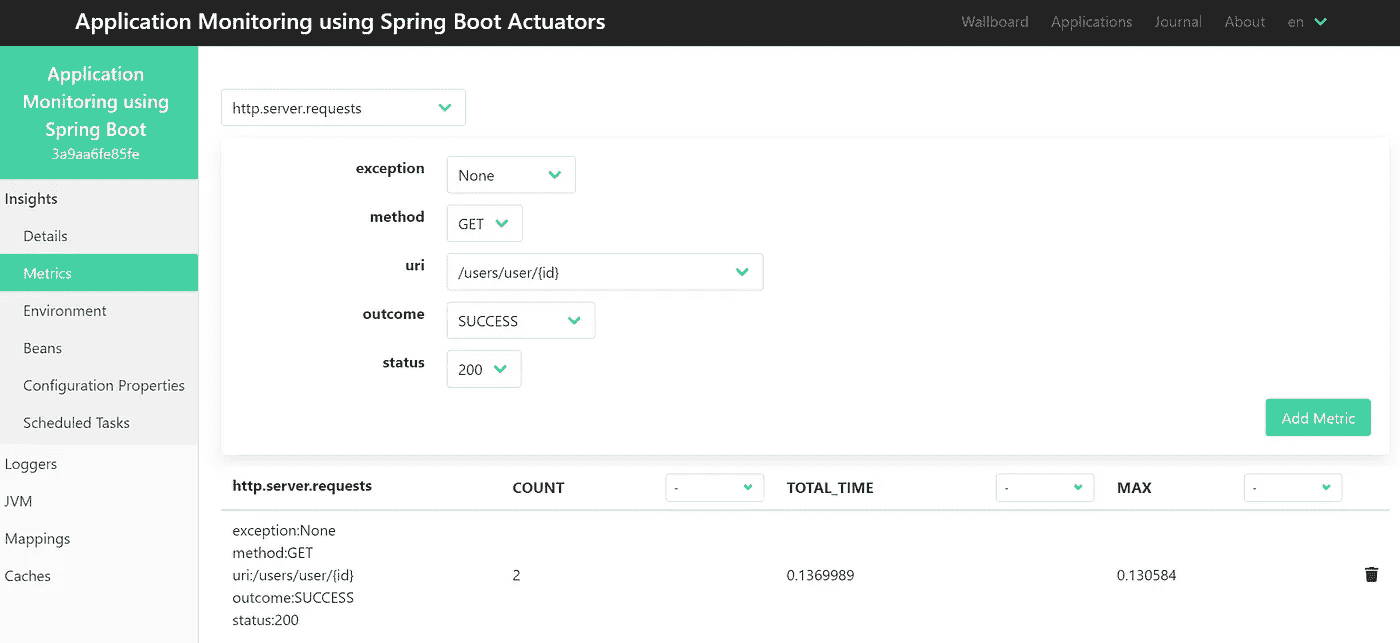 Application Monitoring using Spring Boot Actuators
Wallboard Applications Journal About en
Application
Monitoring using
Spring Boot
3a9aa6fe85fe
Insights
Details
Metrics
Environment
Beans
Configuration Properties
Scheduled Tasks
Loggers
JVM
Mappings
Caches
http.server.requests
exception None
method GET
uri /users/user/{id}
outcome SUCCESS
status 200
Add Metric
http.server.requests COUNT - TOTAL_TIME - MAX -
exception:None
method:GET
uri:/users/user/{id} 2 0.1369989 0.130584
outcome:SUCCESS
status:200